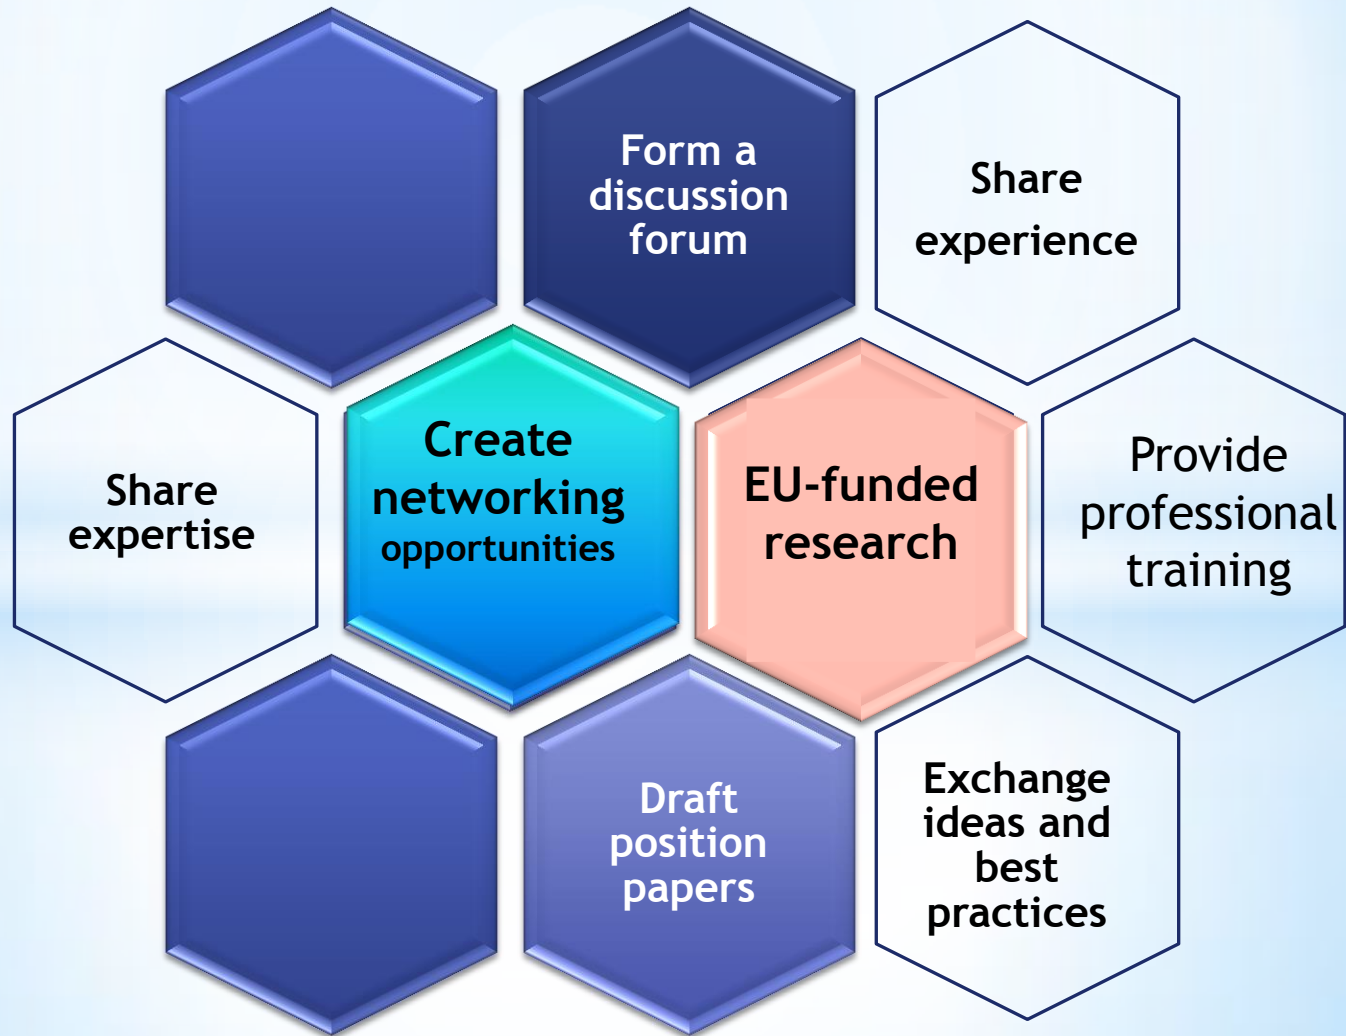 Form a
discussion
forum
Share
experience
Share
expertise
Create
networking
opportunities
EU-funded
research
Provide
professional
training
Draft
position
papers
Exchange
ideas and
best
practices